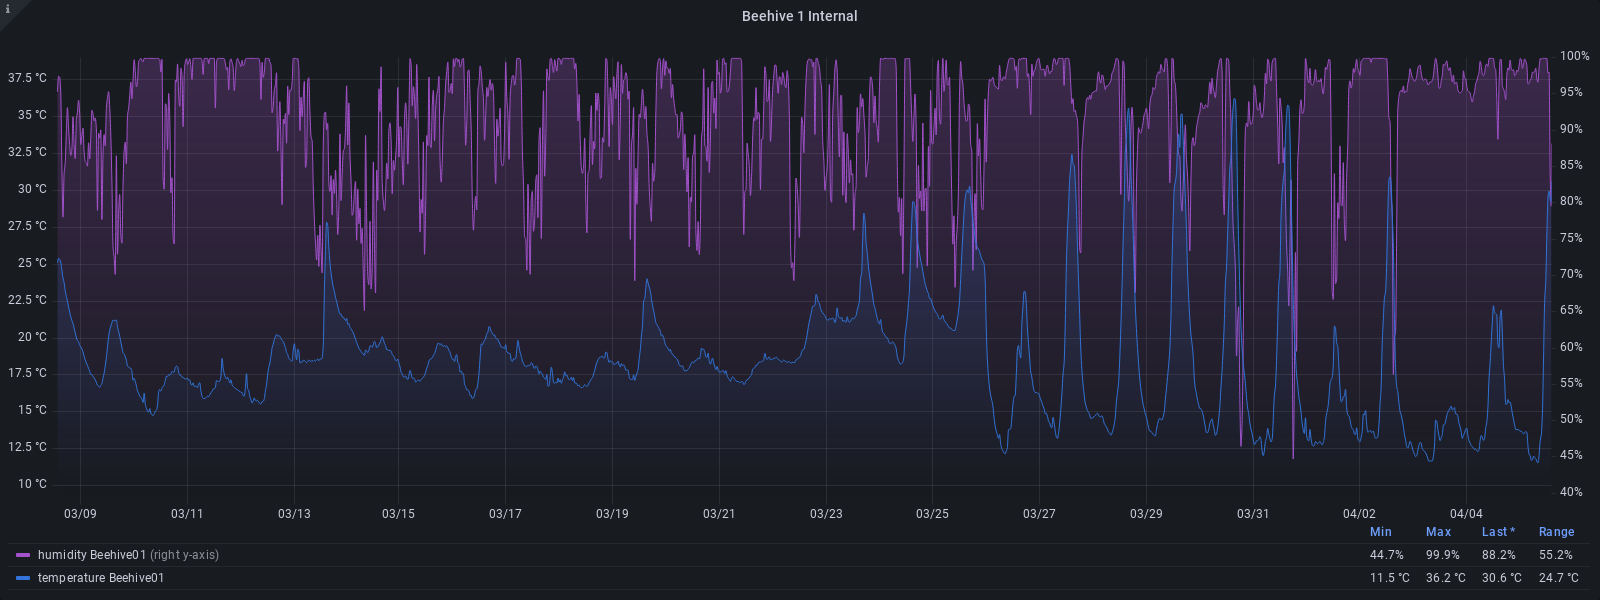 i
Beehive 1 Internal
37.5 °C
35 °C
32.5 °C
30 °C
27.5 °C
25 °C
22.5 °C
20 °C
17.5 °C
15 °C
12.5 °C
10 °C
100%
95%
90%
85%
80%
75%
70%
65%
60%
55%
50%
45%
40%
03/09 03/11 03/13 03/15 03/17 03/19 03/21 03/23 03/25 03/27 03/29 03/31 04/02 04/04
Min Max Last * Range
humidity Beehive01 (right y-axis) 44.7% 99.9% 88.2% 55.2%
temperature Beehive01 11.5 °C 36.2 °C 30.6 °C 24.7 °C